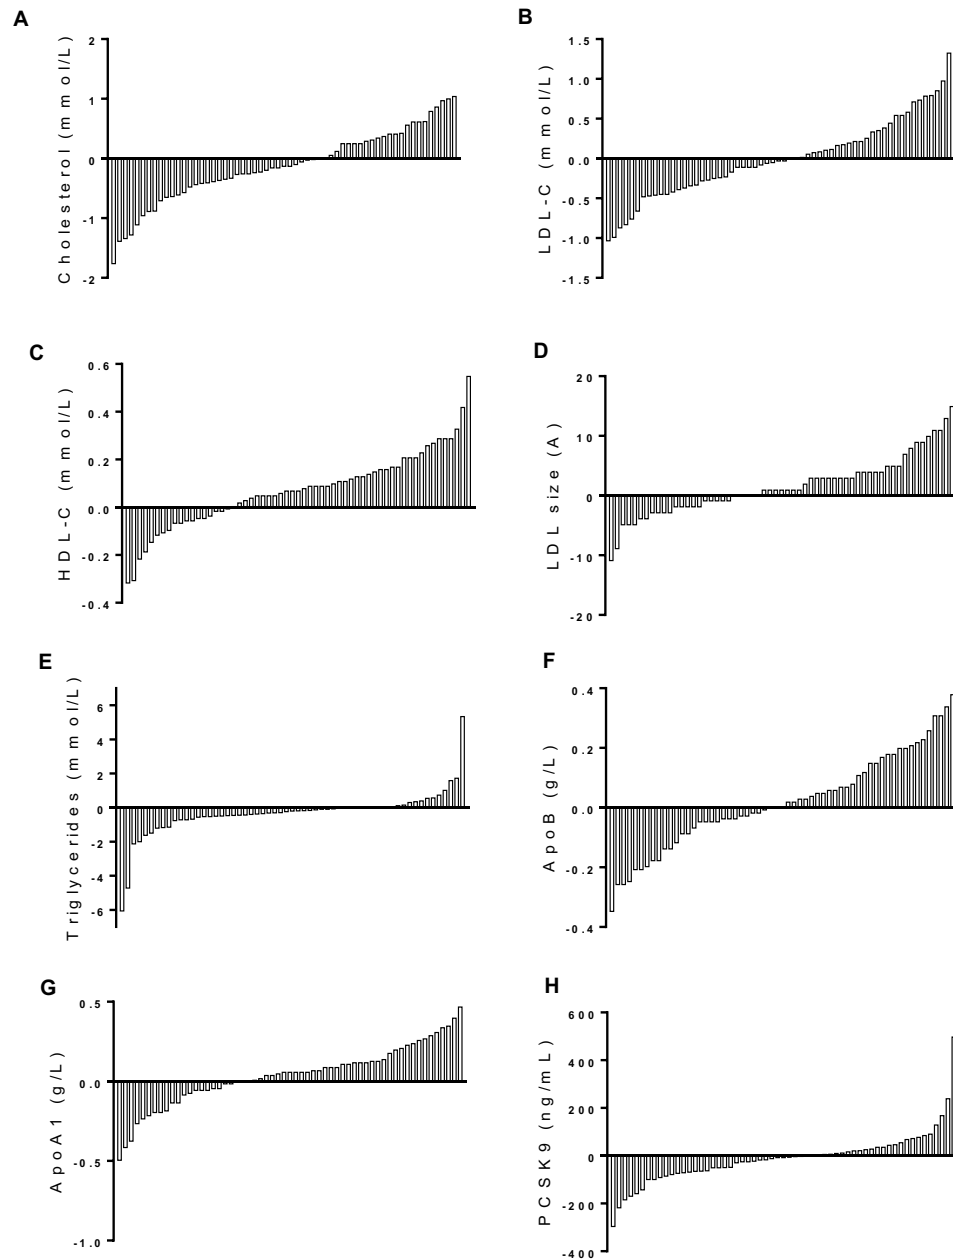 A
Cholesterol (mmol/L)
2
1
0
-1
-2
B
LDL-C (mmol/L)
1.5
1.0
0.5
0.0
-0.5
-1.0
-1.5
C
HDL-C (mmol/L)
0.6
0.4
0.2
0.0
-0.2
-0.4
D
LDL size (A)
20
10
0
-10
-20
E
Triglycerides (mmol/L)
6
4
2
0
-2
-4
-6
F
ApoB (g/L)
0.4
0.2
0.0
-0.2
-0.4
G
ApoA1 (g/L)
0.5
0.0
-0.5
-1.0
H
PCSK9 (ng/mL)
600
400
200
0
-200
-400